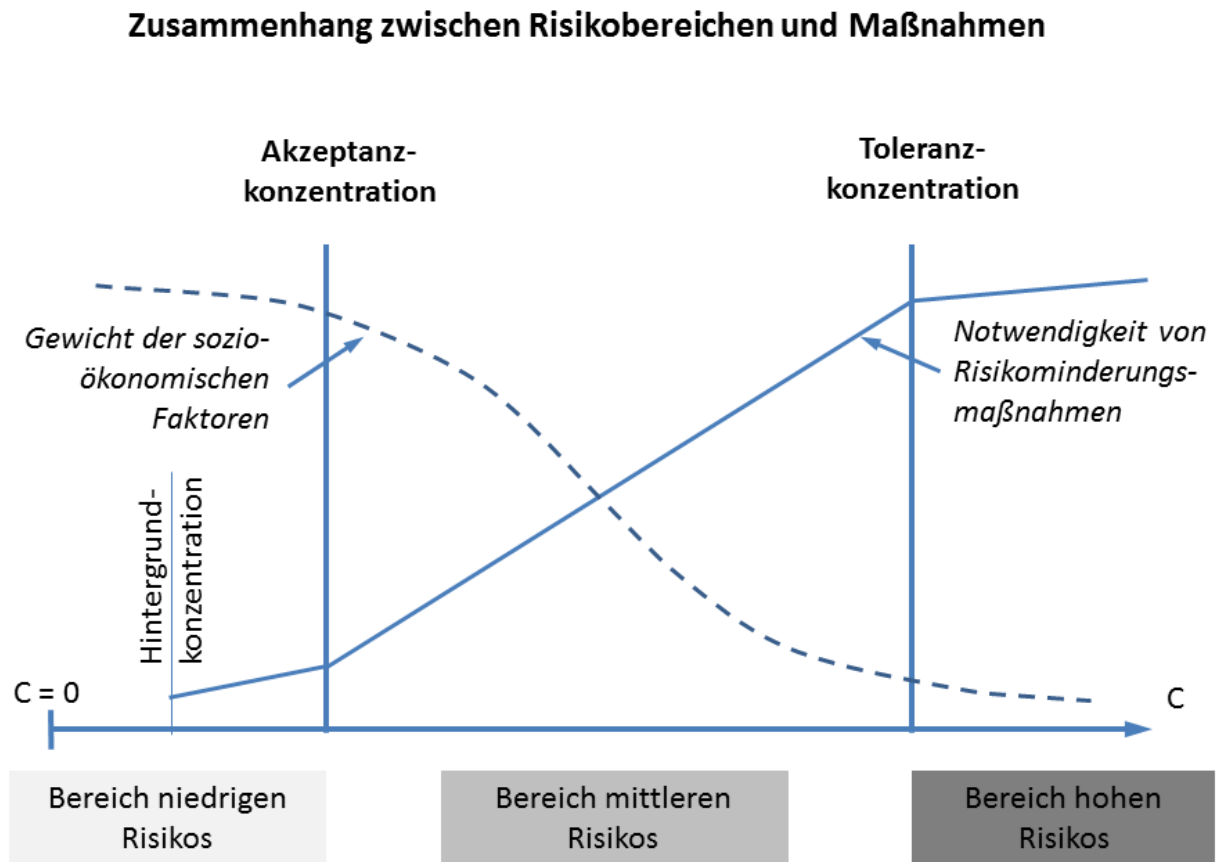 Zusammenhang zwischen Risikobereichen und Maßnahmen
Akzeptanz-
konzentration
Toleranz-
konzentration
Gewicht der sozio-
ökonomischen
Faktoren
Notwendigkeit von
Risikominderungs-
maßnahmen
Hintergrund-
konzentration
C = 0
C
Bereich niedrigen
Risikos
Bereich mittleren
Risikos
Bereich hohen
Risikos